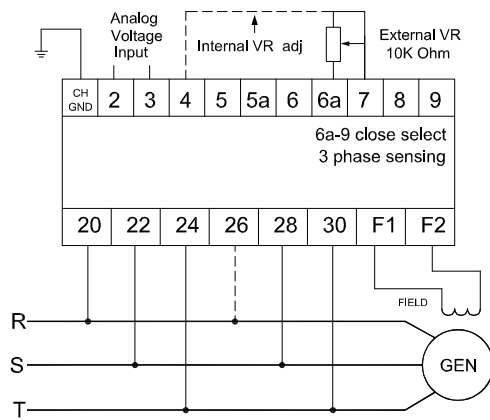 Analog
Voltage
Input
Internal VR adj
External VR
10K Ohm
CH
GND
2 3 4 5 5a 6 6a 7 8 9
6a-9 close select
3 phase sensing
20 22 24 26 28 30 F1 F2
FIELD
R
S
T
GEN